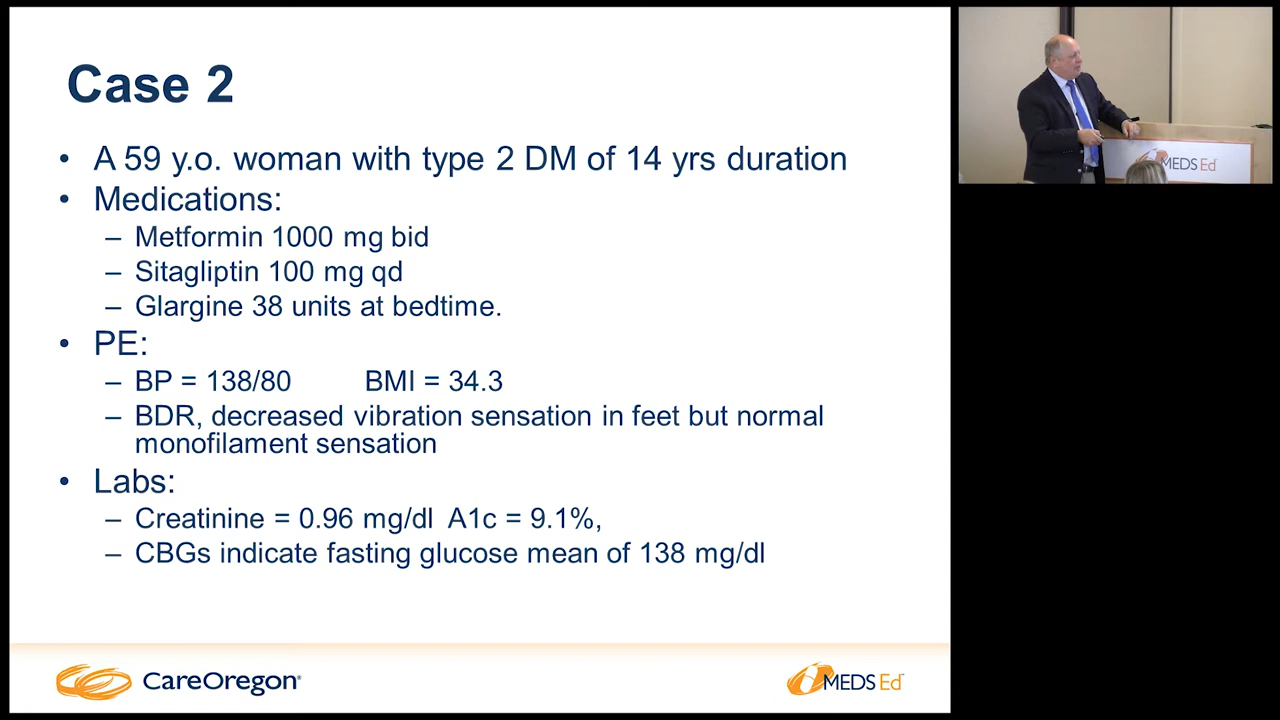 Case 2
• A 59 y.o. woman with type 2 DM of 14 yrs duration
• Medications:
– Metformin 1000 mg bid
– Sitagliptin 100 mg qd
– Glargine 38 units at bedtime.
• PE:
– BP = 138/80 BMI = 34.3
– BDR, decreased vibration sensation in feet but normal
monofilament sensation
• Labs:
– Creatinine = 0.96 mg/dl A1c = 9.1%,
– CBGs indicate fasting glucose mean of 138 mg/dl
CareOregon®
MEDS Ed
MEDS Ed